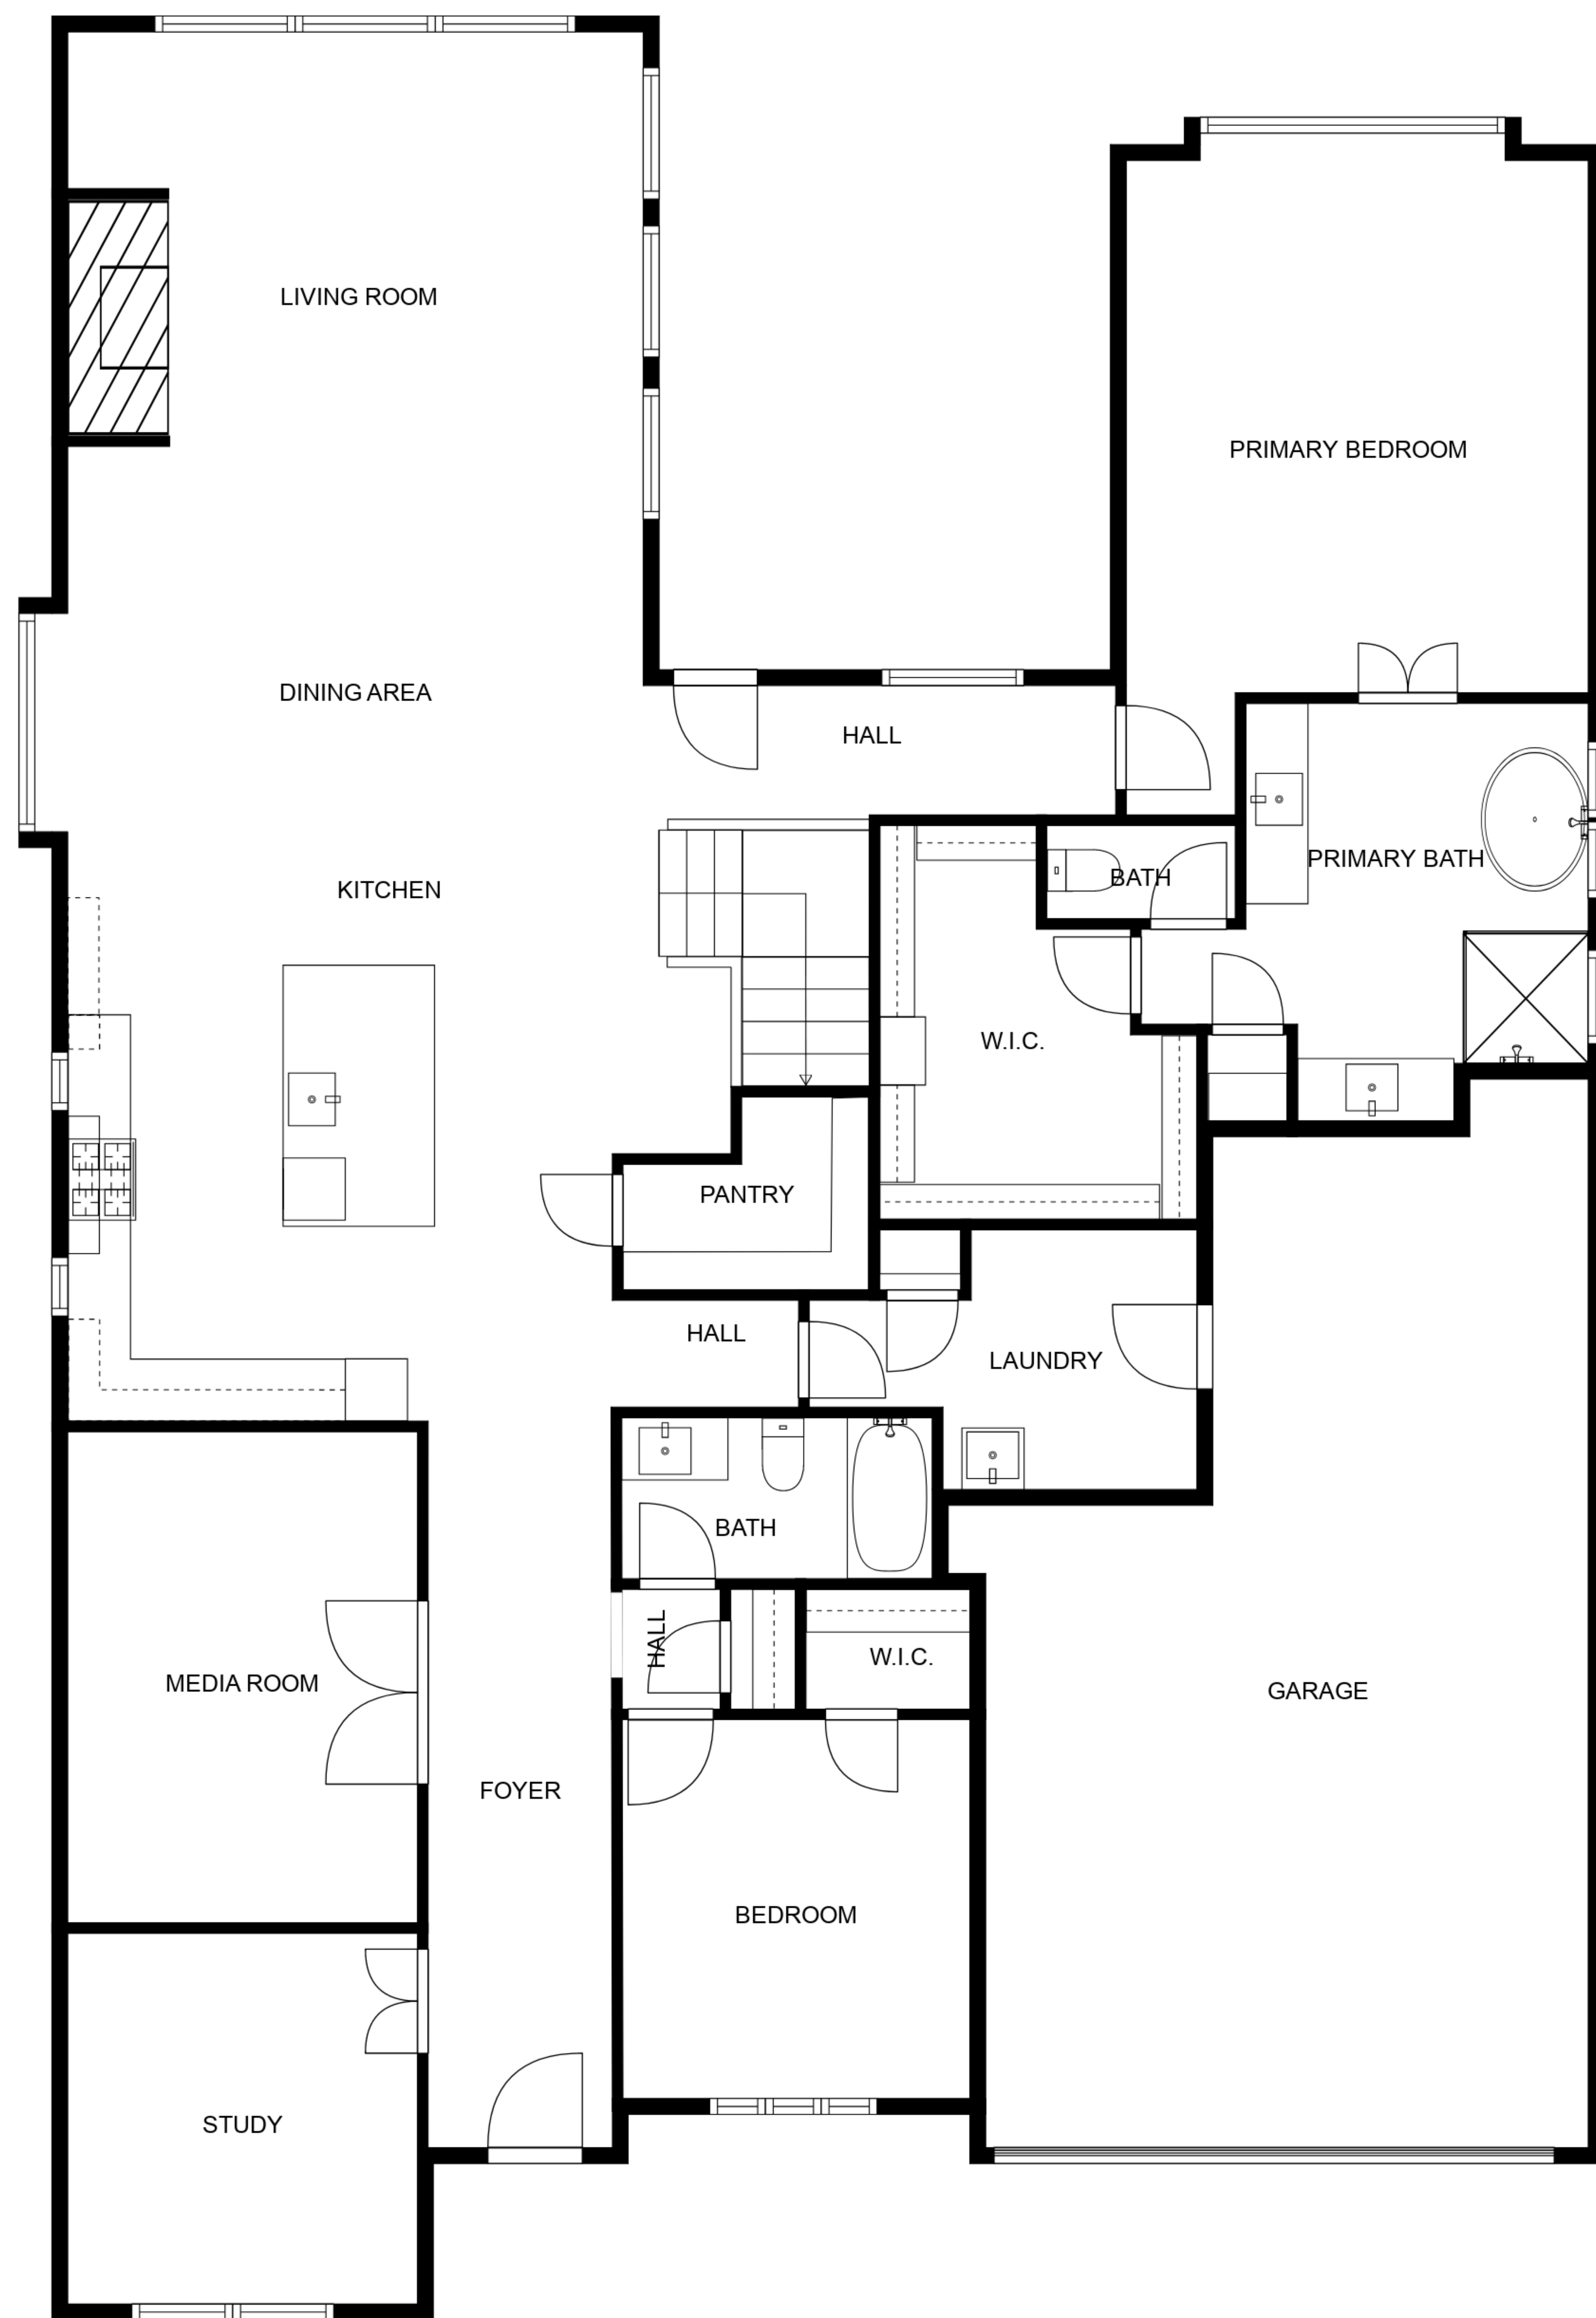 LIVING ROOM
PRIMARY BEDROOM
DINING AREA
HALL
PRIMARY BATH
BATH
KITCHEN
W.I.C.
PANTRY
HALL
LAUNDRY
BATH
HALL
W.I.C.
MEDIA ROOM
GARAGE
FOYER
BEDROOM
STUDY